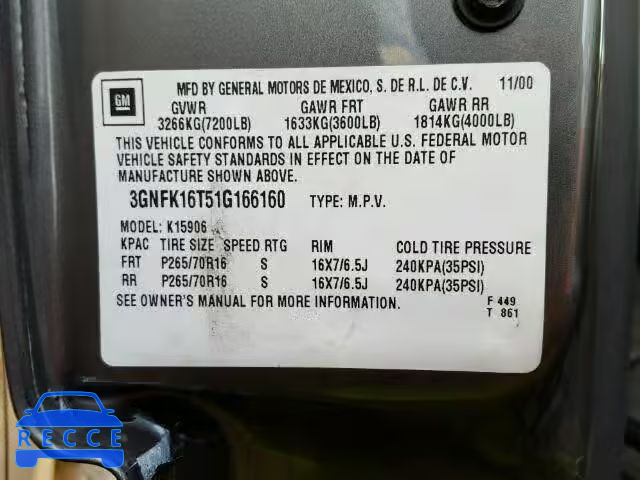 GM
MFD BY GENERAL MOTORS DE MEXICO, S. DE R.L. DE C.V. 11/00
GVWR GAWR FRT GAWR RR
3266KG(7200LB) 1633KG(3600LB) 1814KG(4000LB)
THIS VEHICLE CONFORMS TO ALL APPLICABLE U.S. FEDERAL MOTOR
VEHICLE SAFETY STANDARDS IN EFFECT ON THE DATE OF
MANUFACTURE SHOWN ABOVE.
3GNFK16T51G166160 TYPE: M.P.V.
MODEL: K15906
KPAC TIRE SIZE SPEED RTG RIM COLD TIRE PRESSURE
FRT P265/70R16 S 16X7/6.5J 240KPA(35PSI)
RR P265/70R16 S 16X7/6.5J 240KPA(35PSI)
SEE OWNER'S MANUAL FOR MORE INFORMATION.
F 449
T 861
RECCE